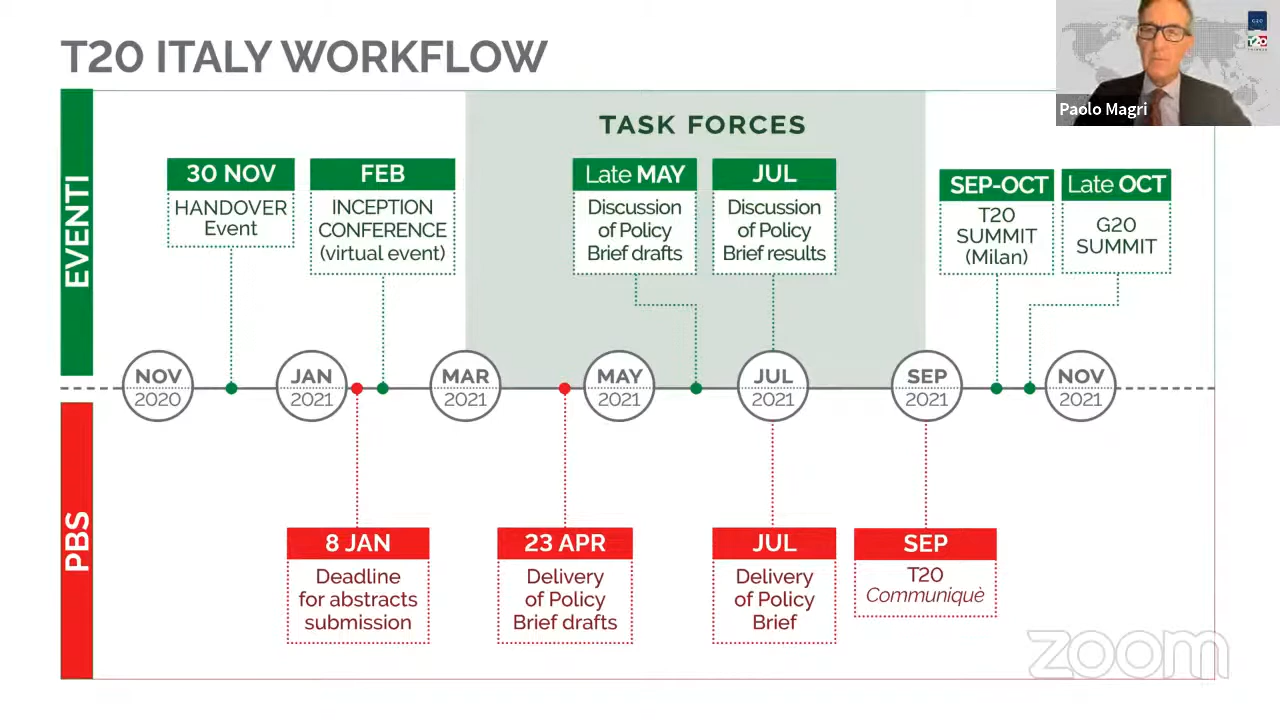 T20 ITALY WORKFLOW
G20
T20
Paolo Magri
EVENTI
TASK FORCES
30 NOV
HANDOVER
Event
FEB
INCEPTION
CONFERENCE
(virtual event)
Late MAY
Discussion
of Policy
Brief drafts
JUL
Discussion
of Policy
Brief results
SEP-OCT
T20
SUMMIT
(Milan)
Late OCT
G20
SUMMIT
NOV
2020
JAN
2021
MAR
2021
MAY
2021
JUL
2021
SEP
2021
NOV
2021
PBS
8 JAN
Deadline
for abstracts
submission
23 APR
Delivery
of Policy
Brief drafts
JUL
Delivery
of Policy
Brief
SEP
T20
Communiquè
zoom